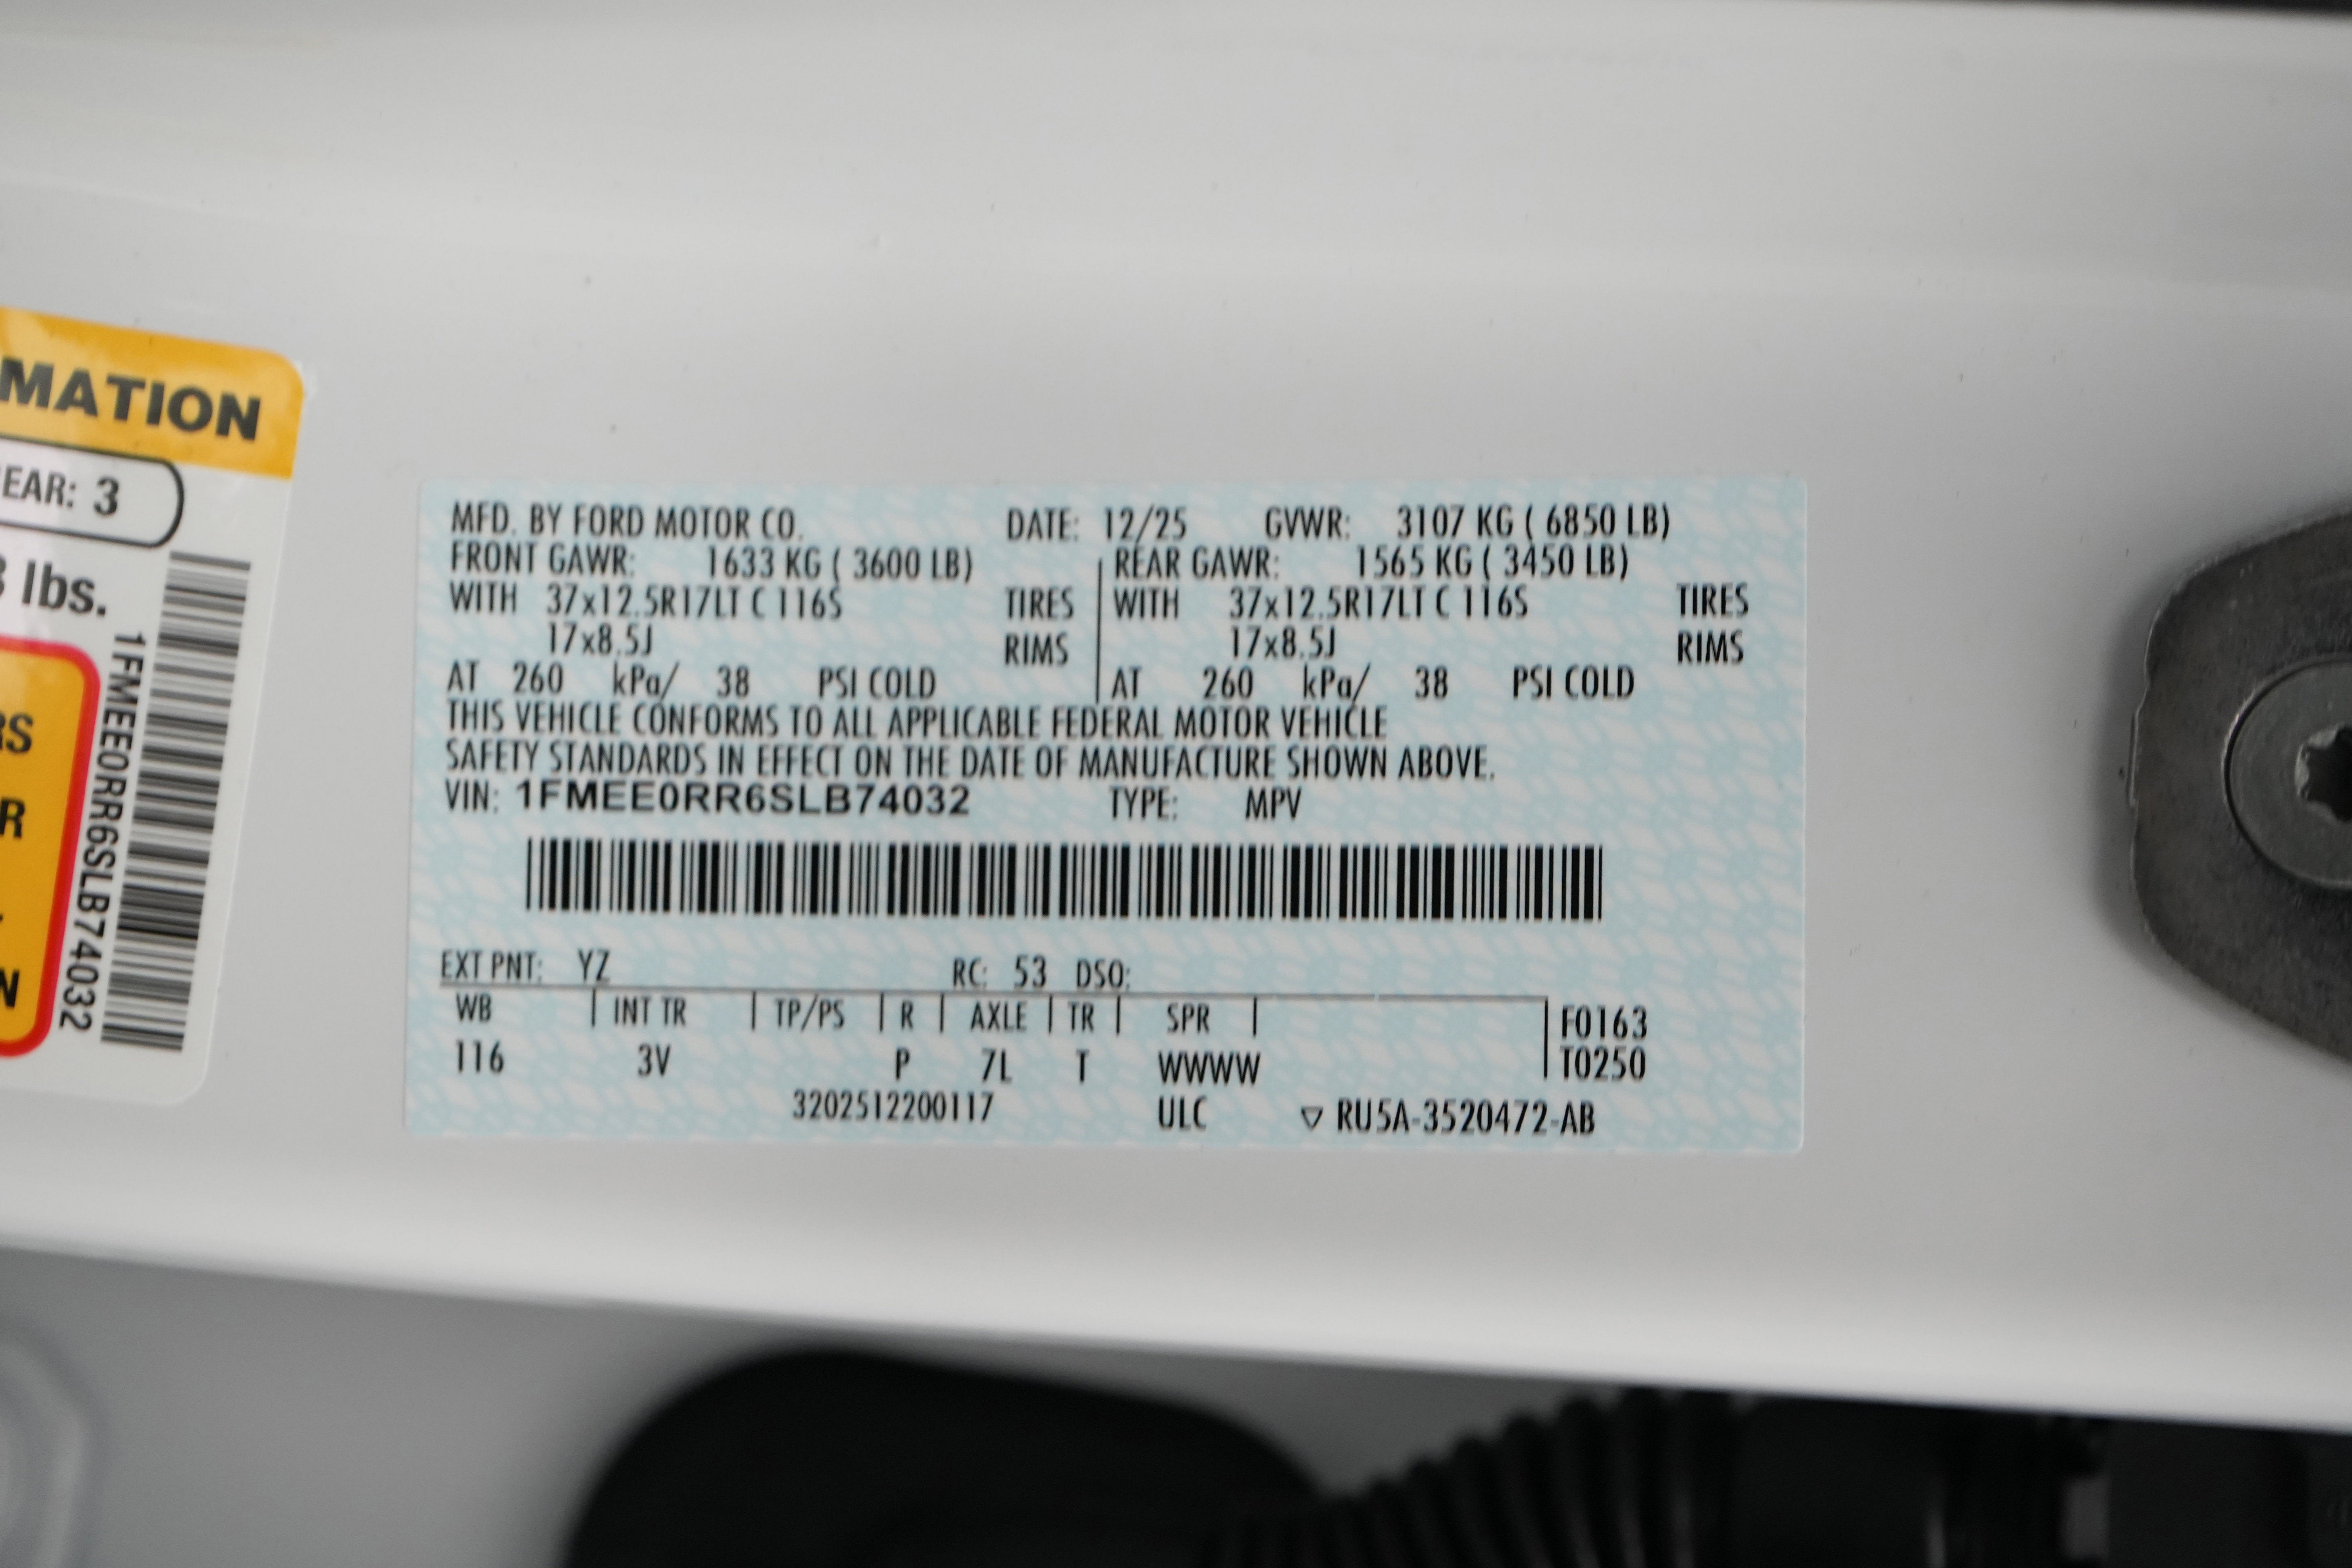 MATION
EAR: 3
lbs.
RS
R
N
1FMEE0RR6SLB74032
MFD. BY FORD MOTOR CO. DATE: 12/25 GVWR: 3107 KG ( 6850 LB)
FRONT GAWR: 1633 KG ( 3600 LB) REAR GAWR: 1565 KG ( 3450 LB)
WITH 37x12.5R17LT C 116S TIRES WITH 37x12.5R17LT C 116S TIRES
17x8.5J RIMS 17x8.5J RIMS
AT 260 kPa/ 38 PSI COLD AT 260 kPa/ 38 PSI COLD
THIS VEHICLE CONFORMS TO ALL APPLICABLE FEDERAL MOTOR VEHICLE
SAFETY STANDARDS IN EFFECT ON THE DATE OF MANUFACTURE SHOWN ABOVE.
VIN: 1FMEE0RR6SLB74032 TYPE: MPV
EXT PNT: YZ RC: 53 DSO:
WB | INT TR | TP/PS | R | AXLE | TR | SPR | F0163
116 3V P 7L T WWWW T0250
3202512200117 ULC ▽ RU5A-3520472-AB